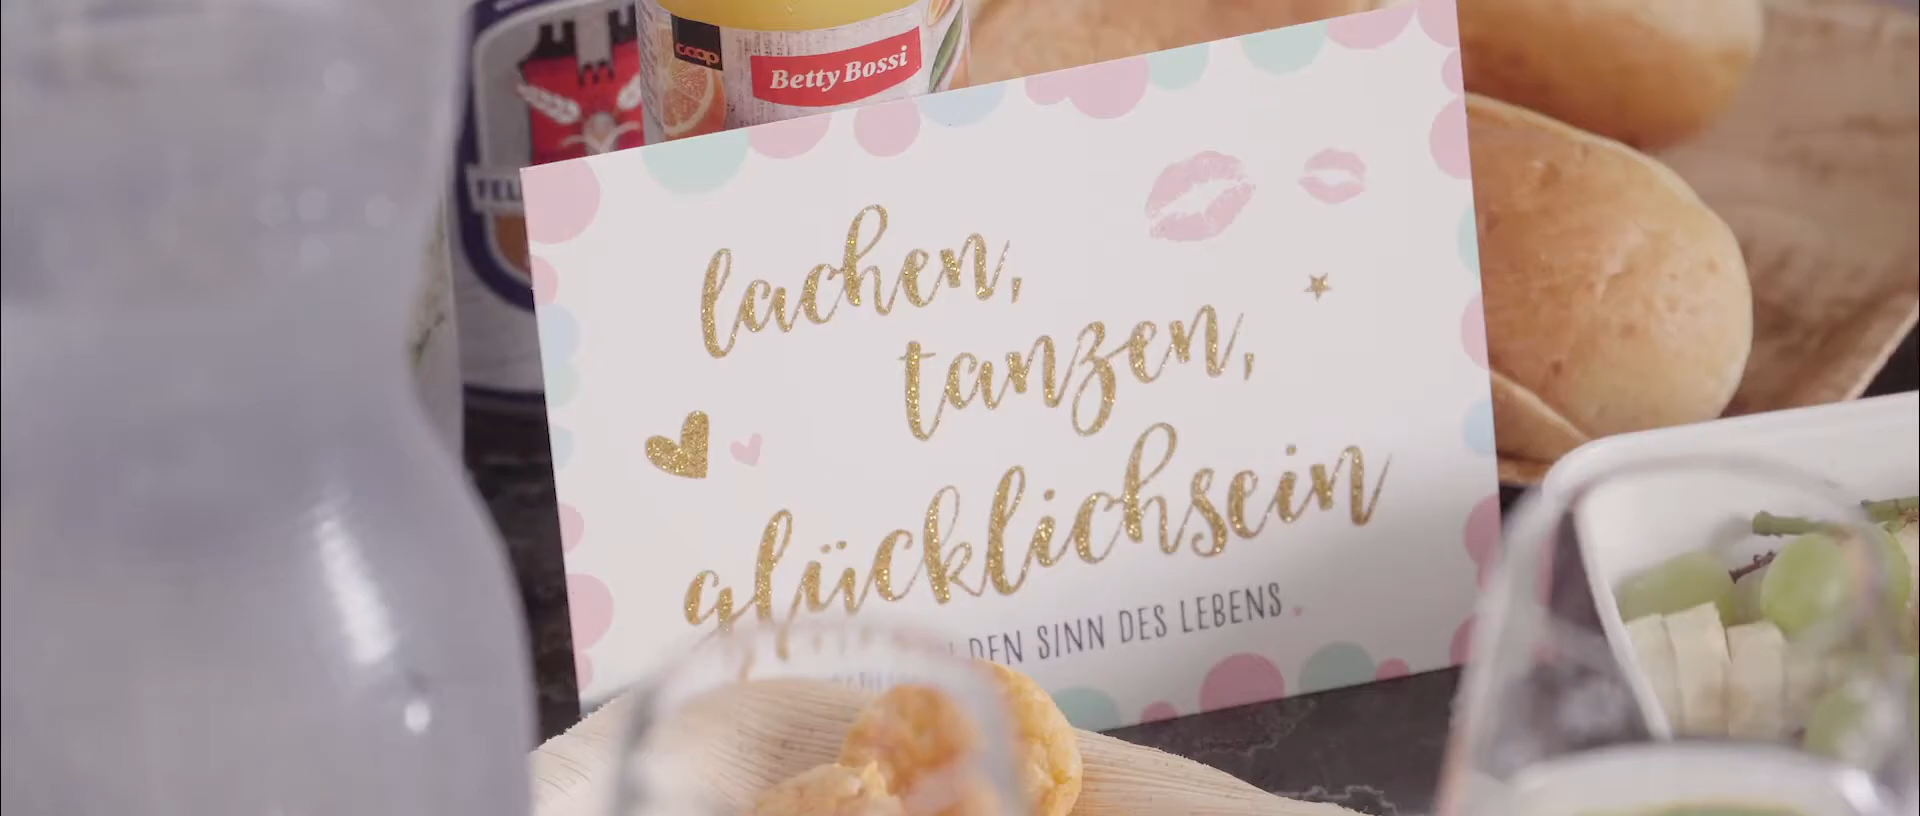 coop
Betty Bossi
lachen,
tanzen,
glücklichsein
DEN SINN DES LEBENS